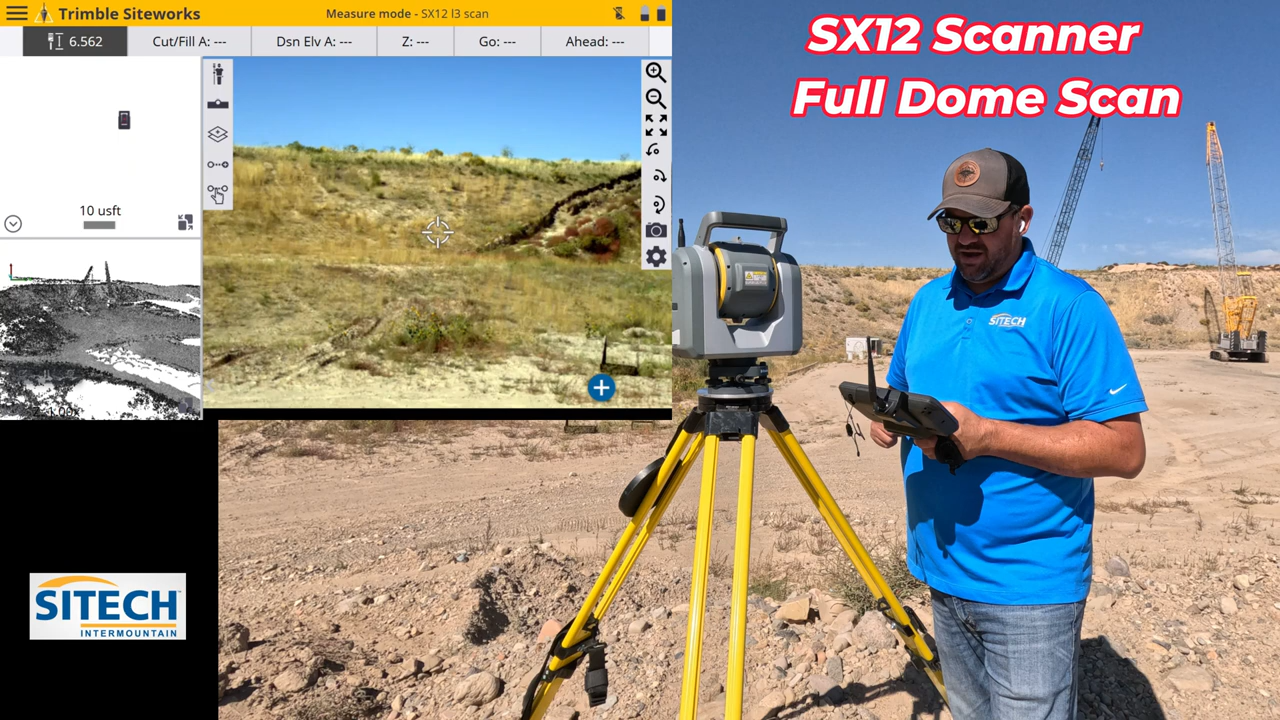 Trimble Siteworks
Measure mode - SX12 I3 scan
6.562
Cut/Fill A: ---
Dsn Elv A: ---
Z: ---
Go: ---
Ahead: ---
10 usft
SX12 Scanner
Full Dome Scan
SITECH
SITECH
INTERMOUNTAIN